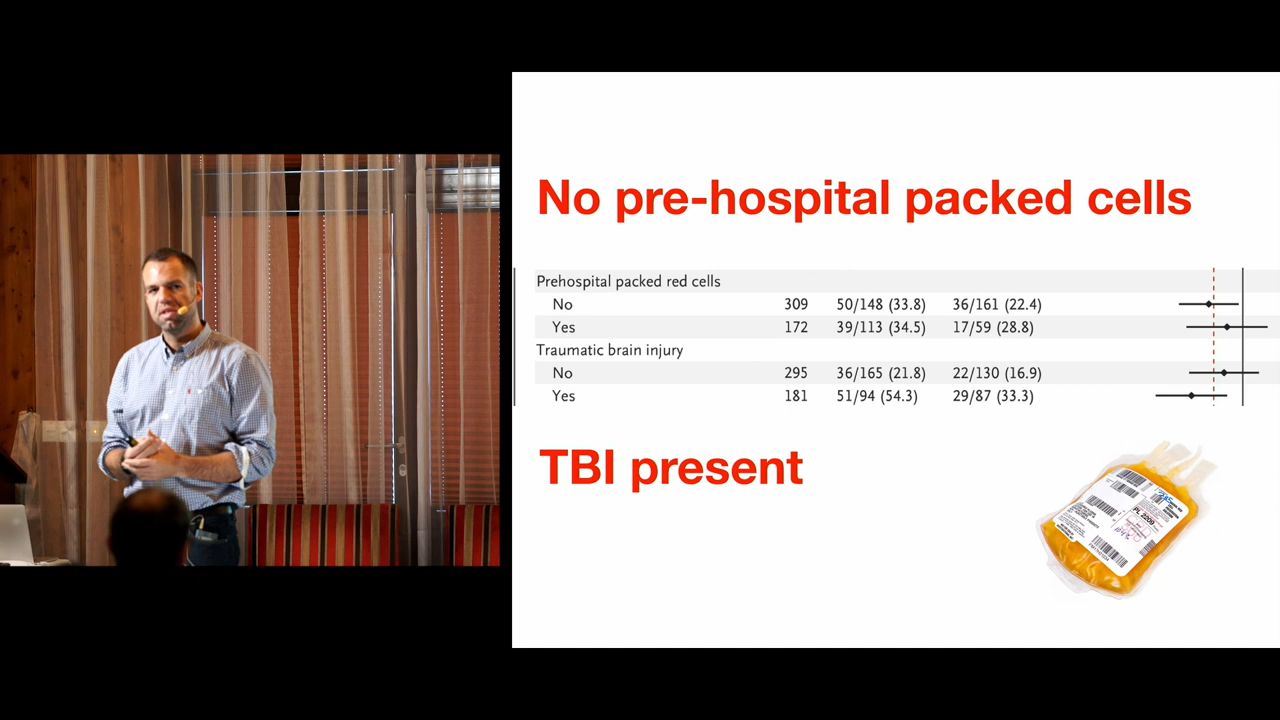 No pre-hospital packed cells
Prehospital packed red cells
No 309 50/148 (33.8) 36/161 (22.4)
Yes 172 39/113 (34.5) 17/59 (28.8)
Traumatic brain injury
No 295 36/165 (21.8) 22/130 (16.9)
Yes 181 51/94 (54.3) 29/87 (33.3)
TBI present